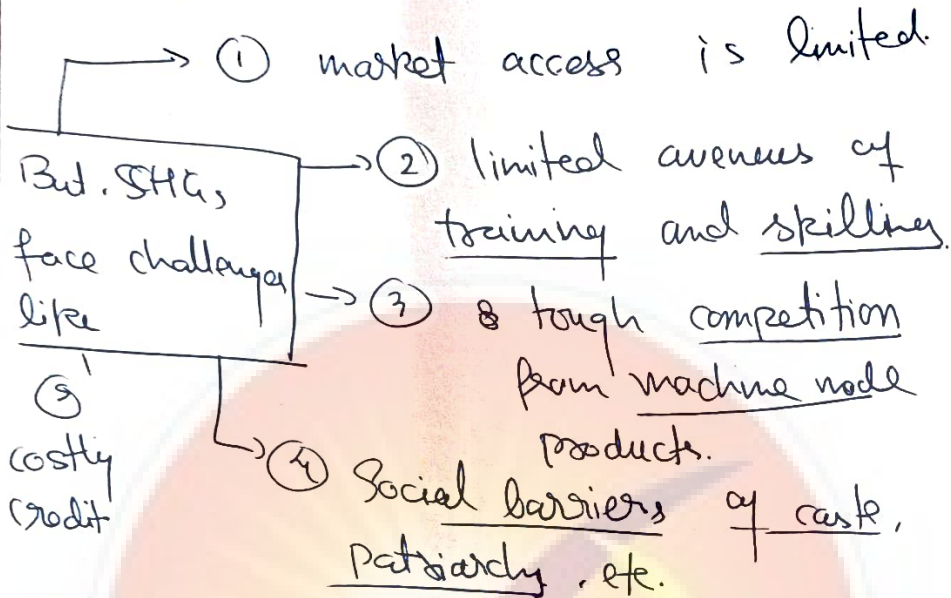 ① market access is limited.
But. SHGs
face challenges
like
② limited avenues of
training and skilling.
③ tough competition
from machine made
products.
④ Social barriers of caste,
patriarchy, etc.
⑤
costly
credit